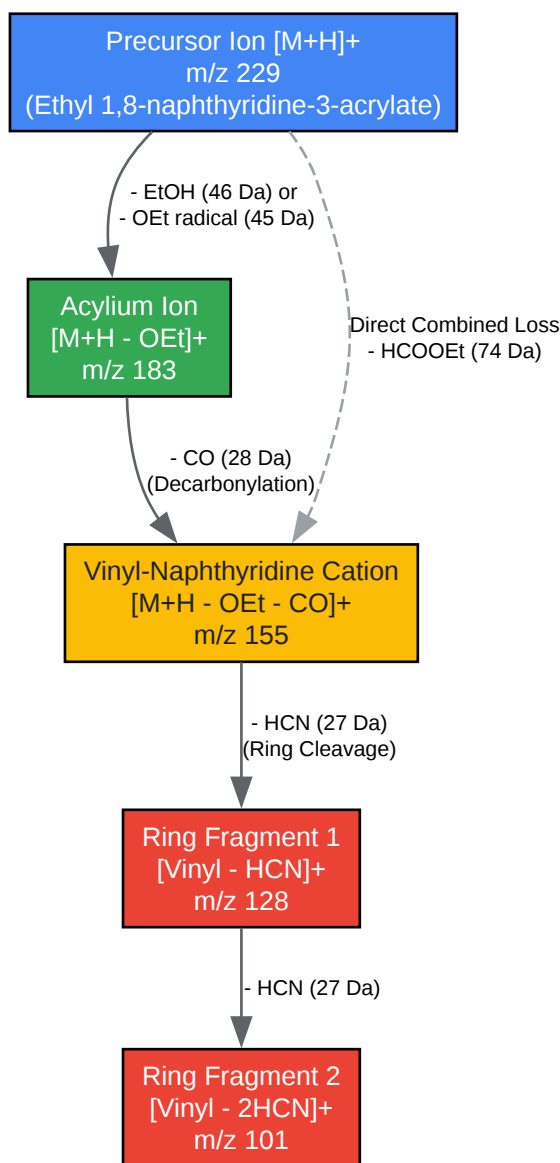 Precursor Ion [M+H]+
m/z 229
(Ethyl 1,8-naphthyridine-3-acrylate)
- EtOH (46 Da) or
- OEt radical (45 Da)
Acylium Ion
[M+H - OEt]+
m/z 183
Direct Combined Loss
- HCOOEt (74 Da)
- CO (28 Da)
(Decarbonylation)
Vinyl-Naphthyridine Cation
[M+H - OEt - CO]+
m/z 155
- HCN (27 Da)
(Ring Cleavage)
Ring Fragment 1
[Vinyl - HCN]+
m/z 128
- HCN (27 Da)
Ring Fragment 2
[Vinyl - 2HCN]+
m/z 101